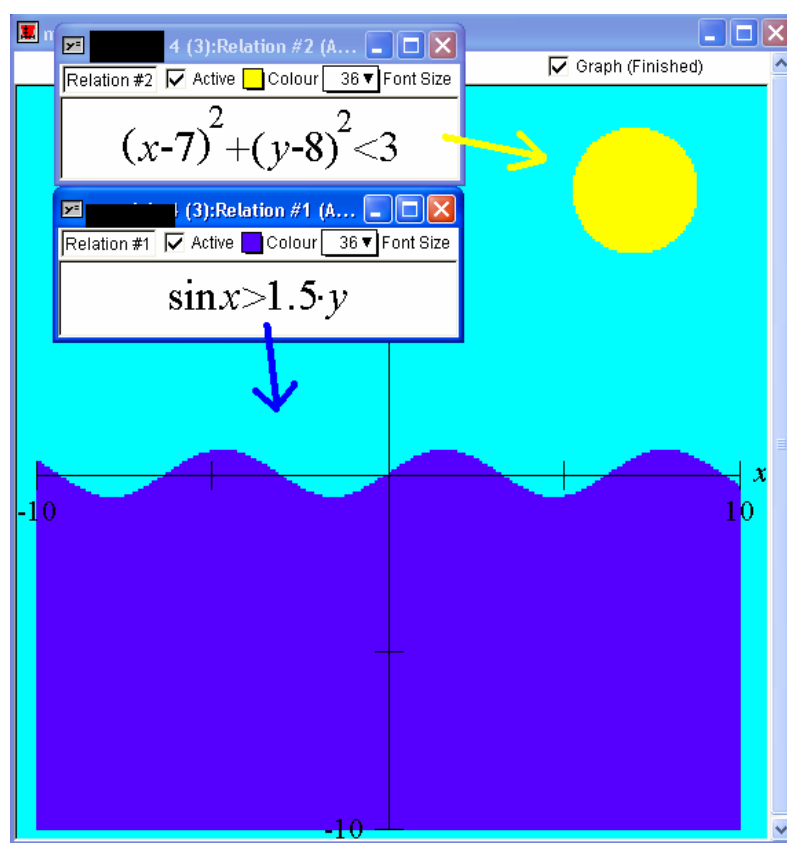 m
4 (3):Relation #2 (A...
Relation #2 Active Colour 36 Font Size
(x-7)²+(y-8)²<3
Graph (Finished)
4 (3):Relation #1 (A...
Relation #1 Active Colour 36 Font Size
sinx>1.5·y
x
-10
10
-10